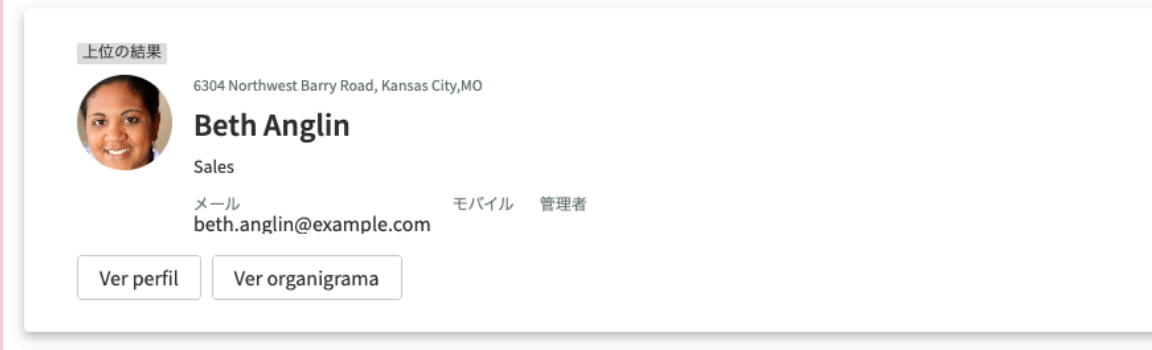 上位の結果
6304 Northwest Barry Road, Kansas City,MO
Beth Anglin
Sales
メール モバイル 管理者
beth.anglin@example.com
Ver perfil Ver organigrama